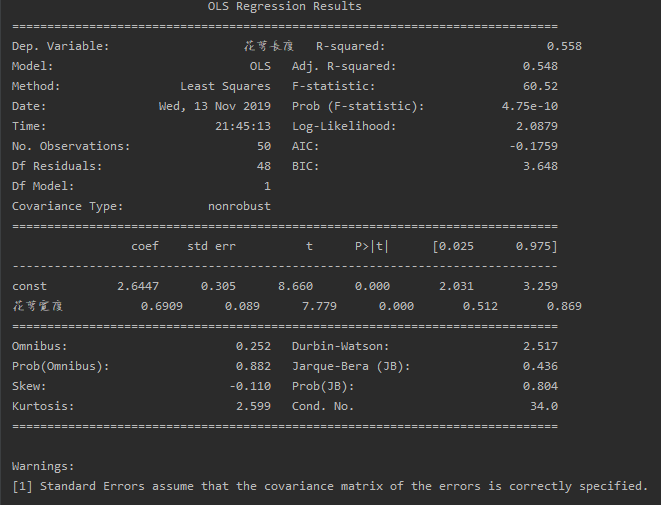 OLS Regression Results
==============================================================================
Dep. Variable: 花萼长度 R-squared: 0.558
Model: OLS Adj. R-squared: 0.548
Method: Least Squares F-statistic: 60.52
Date: Wed, 13 Nov 2019 Prob (F-statistic): 4.75e-10
Time: 21:45:13 Log-Likelihood: 2.0879
No. Observations: 50 AIC: -0.1759
Df Residuals: 48 BIC: 3.648
Df Model: 1
Covariance Type: nonrobust
==============================================================================
coef std err t P>|t| [0.025 0.975]
------------------------------------------------------------------------------
const 2.6447 0.305 8.660 0.000 2.031 3.259
花萼宽度 0.6909 0.089 7.779 0.000 0.512 0.869
==============================================================================
Omnibus: 0.252 Durbin-Watson: 2.517
Prob(Omnibus): 0.882 Jarque-Bera (JB): 0.436
Skew: -0.110 Prob(JB): 0.804
Kurtosis: 2.599 Cond. No. 34.0
==============================================================================
Warnings:
[1] Standard Errors assume that the covariance matrix of the errors is correctly specified.